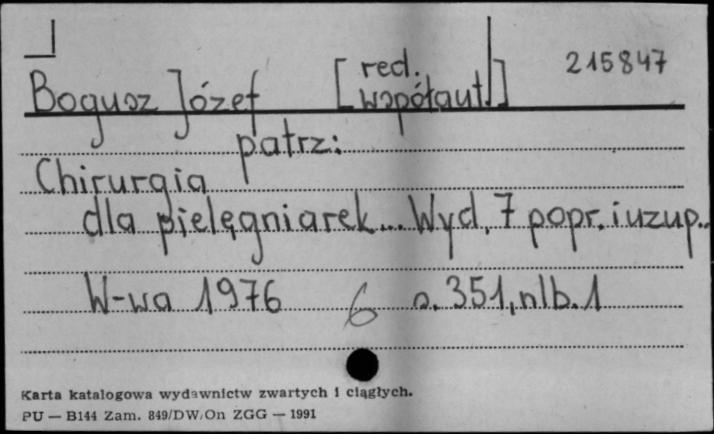 215847
Bogusz Józef [red. współaut.]
patrz:
Chirurgia
dla pielęgniarek... Wyd. 7 popr. i uzup..
W-wa 1976 6 s. 351, nlb. 1
Karta katalogowa wydawnictw zwartych i ciągłych.
PU — B144 Zam. 849/DW/On ZGG — 1991